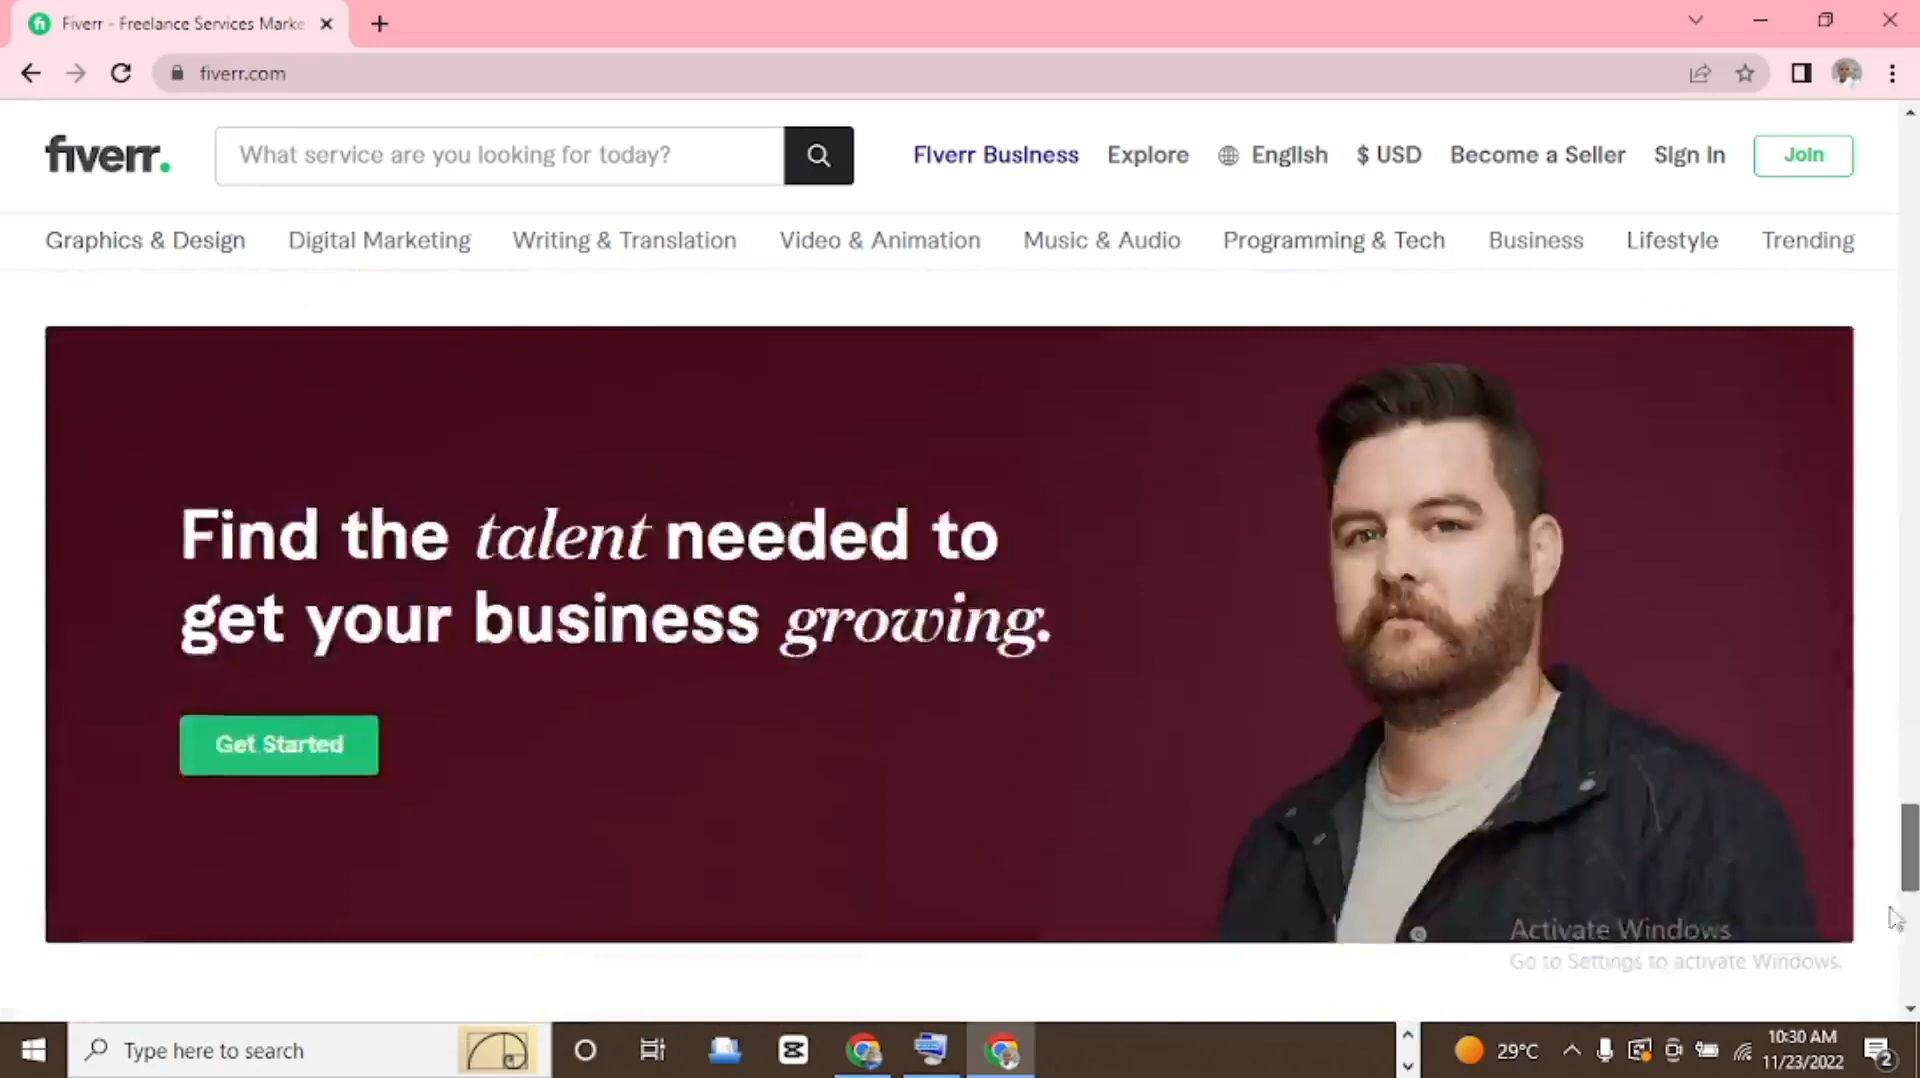 Fiverr - Freelance Services Marke
fiverr.com
fiverr.
What service are you looking for today?
Fiverr Business
Explore
English
$ USD
Become a Seller
Sign In
Join
Graphics & Design
Digital Marketing
Writing & Translation
Video & Animation
Music & Audio
Programming & Tech
Business
Lifestyle
Trending
Find the talent needed to
get your business growing.
Get Started
Activate Windows
Go to Settings to activate Windows.
Type here to search
29°C
10:30 AM
11/23/2022
2